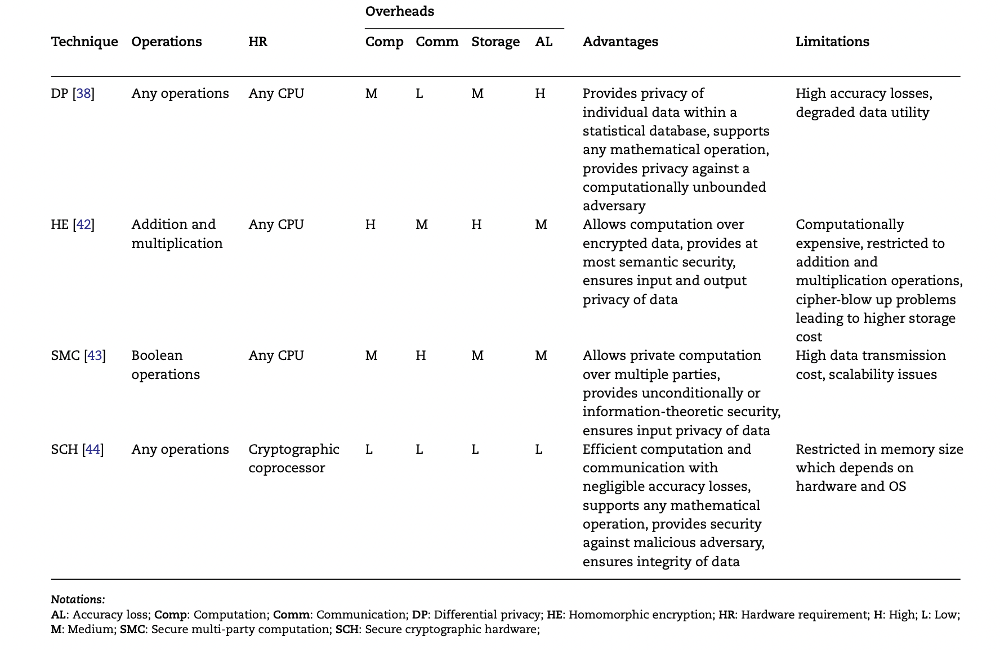 Overheads
Technique Operations HR Comp Comm Storage AL Advantages Limitations
DP [38] Any operations Any CPU M L M H Provides privacy of High accuracy losses,
individual data within a degraded data utility
statistical database, supports
any mathematical operation,
provides privacy against a
computationally unbounded
adversary
HE [42] Addition and Any CPU H M H M Allows computation over Computationally
multiplication encrypted data, provides at expensive, restricted to
most semantic security, addition and
ensures input and output multiplication operations,
privacy of data cipher-blow up problems
leading to higher storage
cost
SMC [43] Boolean Any CPU M H M M Allows private computation High data transmission
operations over multiple parties, cost, scalability issues
provides unconditionally or
information-theoretic security,
ensures input privacy of data
SCH [44] Any operations Cryptographic L L L L Efficient computation and Restricted in memory size
coprocessor communication with which depends on
negligible accuracy losses, hardware and OS
supports any mathematical
operation, provides security
against malicious adversary,
ensures integrity of data
Notations:
AL: Accuracy loss; Comp: Computation; Comm: Communication; DP: Differential privacy; HE: Homomorphic encryption; HR: Hardware requirement; H: High; L: Low;
M: Medium; SMC: Secure multi-party computation; SCH: Secure cryptographic hardware;